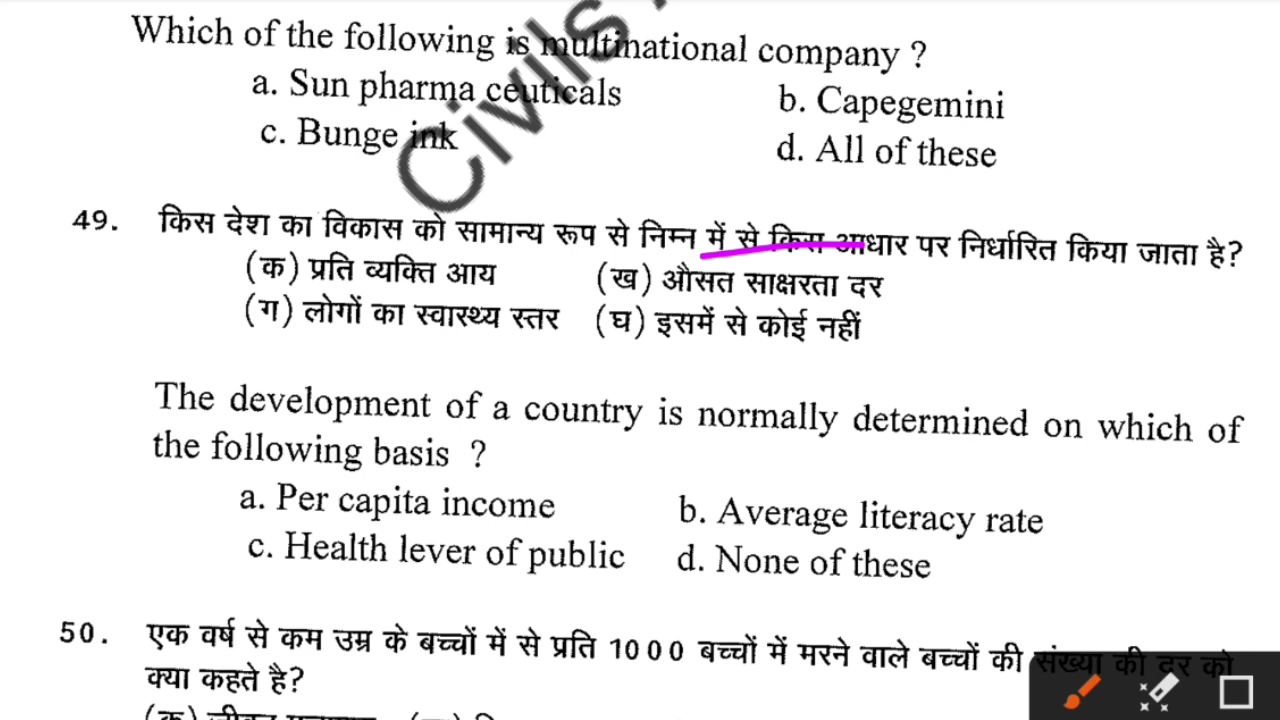 Which of the following is multinational company ?
a. Sun pharma ceuticals b. Capegemini
c. Bunge ink d. All of these
Civils
49. किस देश का विकास को सामान्य रूप से निम्न में से किस आधार पर निर्धारित किया जाता है?
(क) प्रति व्यक्ति आय (ख) औसत साक्षरता दर
(ग) लोगों का स्वास्थ्य स्तर (घ) इसमें से कोई नहीं
The development of a country is normally determined on which of
the following basis ?
a. Per capita income b. Average literacy rate
c. Health lever of public d. None of these
50. एक वर्ष से कम उम्र के बच्चों में से प्रति 1000 बच्चों में मरने वाले बच्चों की संख्या की दर को
क्या कहते है?